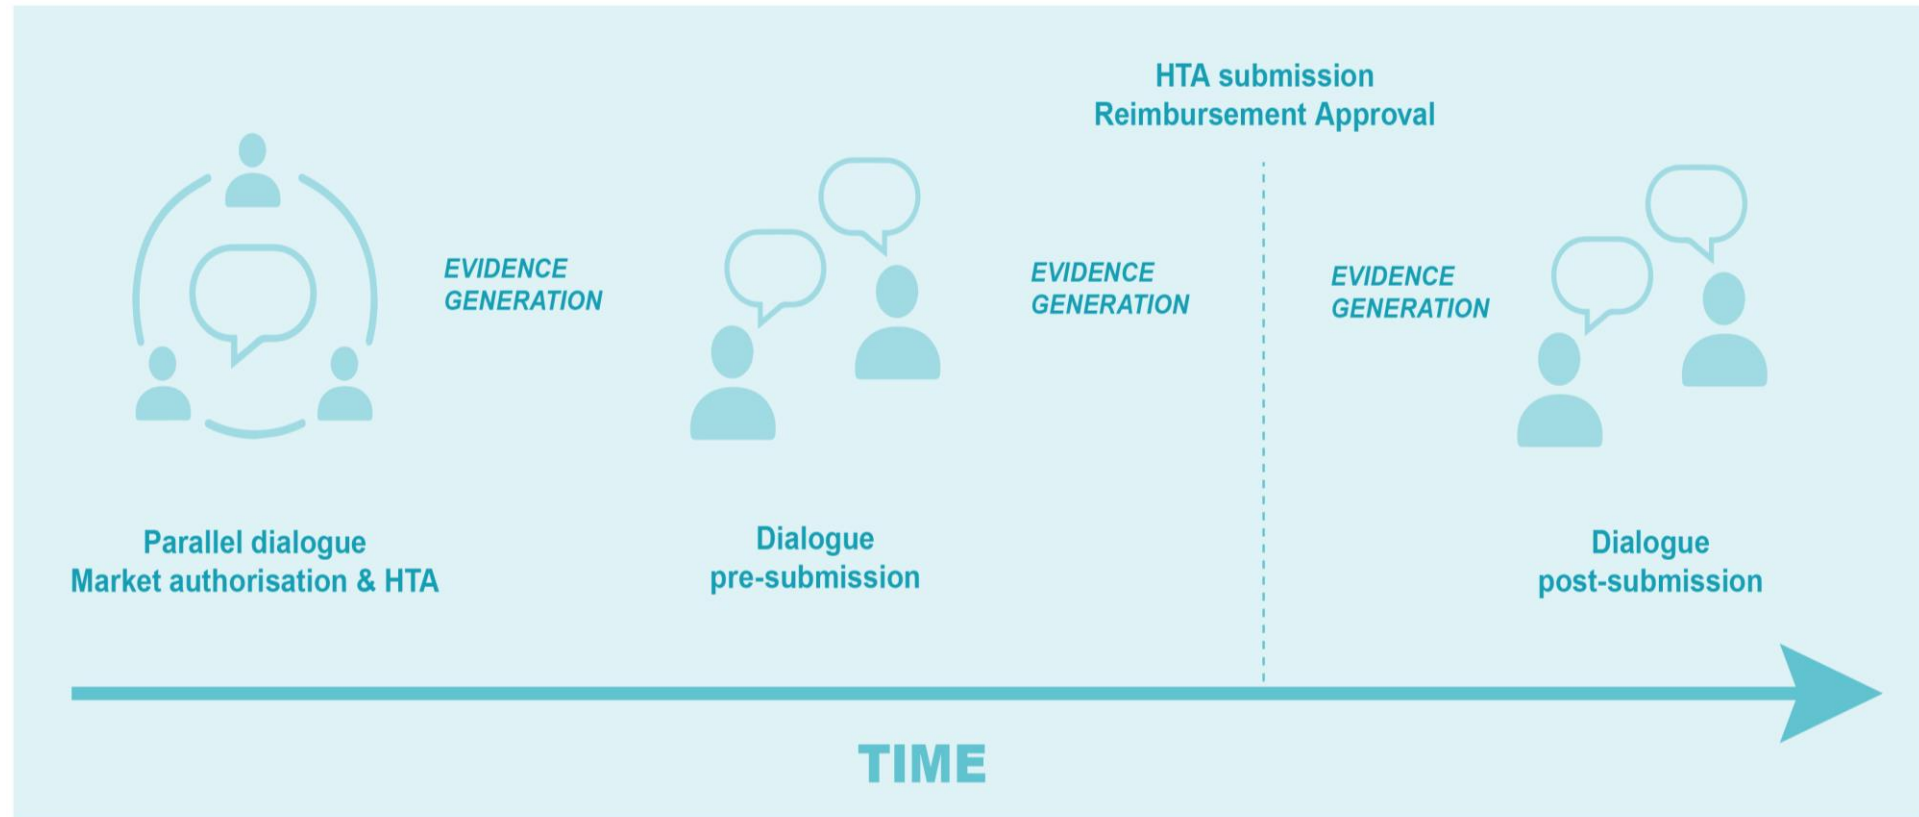 HTA submission
Reimbursement Approval
EVIDENCE
GENERATION
EVIDENCE
GENERATION
EVIDENCE
GENERATION
Parallel dialogue
Market authorisation & HTA
Dialogue
pre-submission
Dialogue
post-submission
TIME